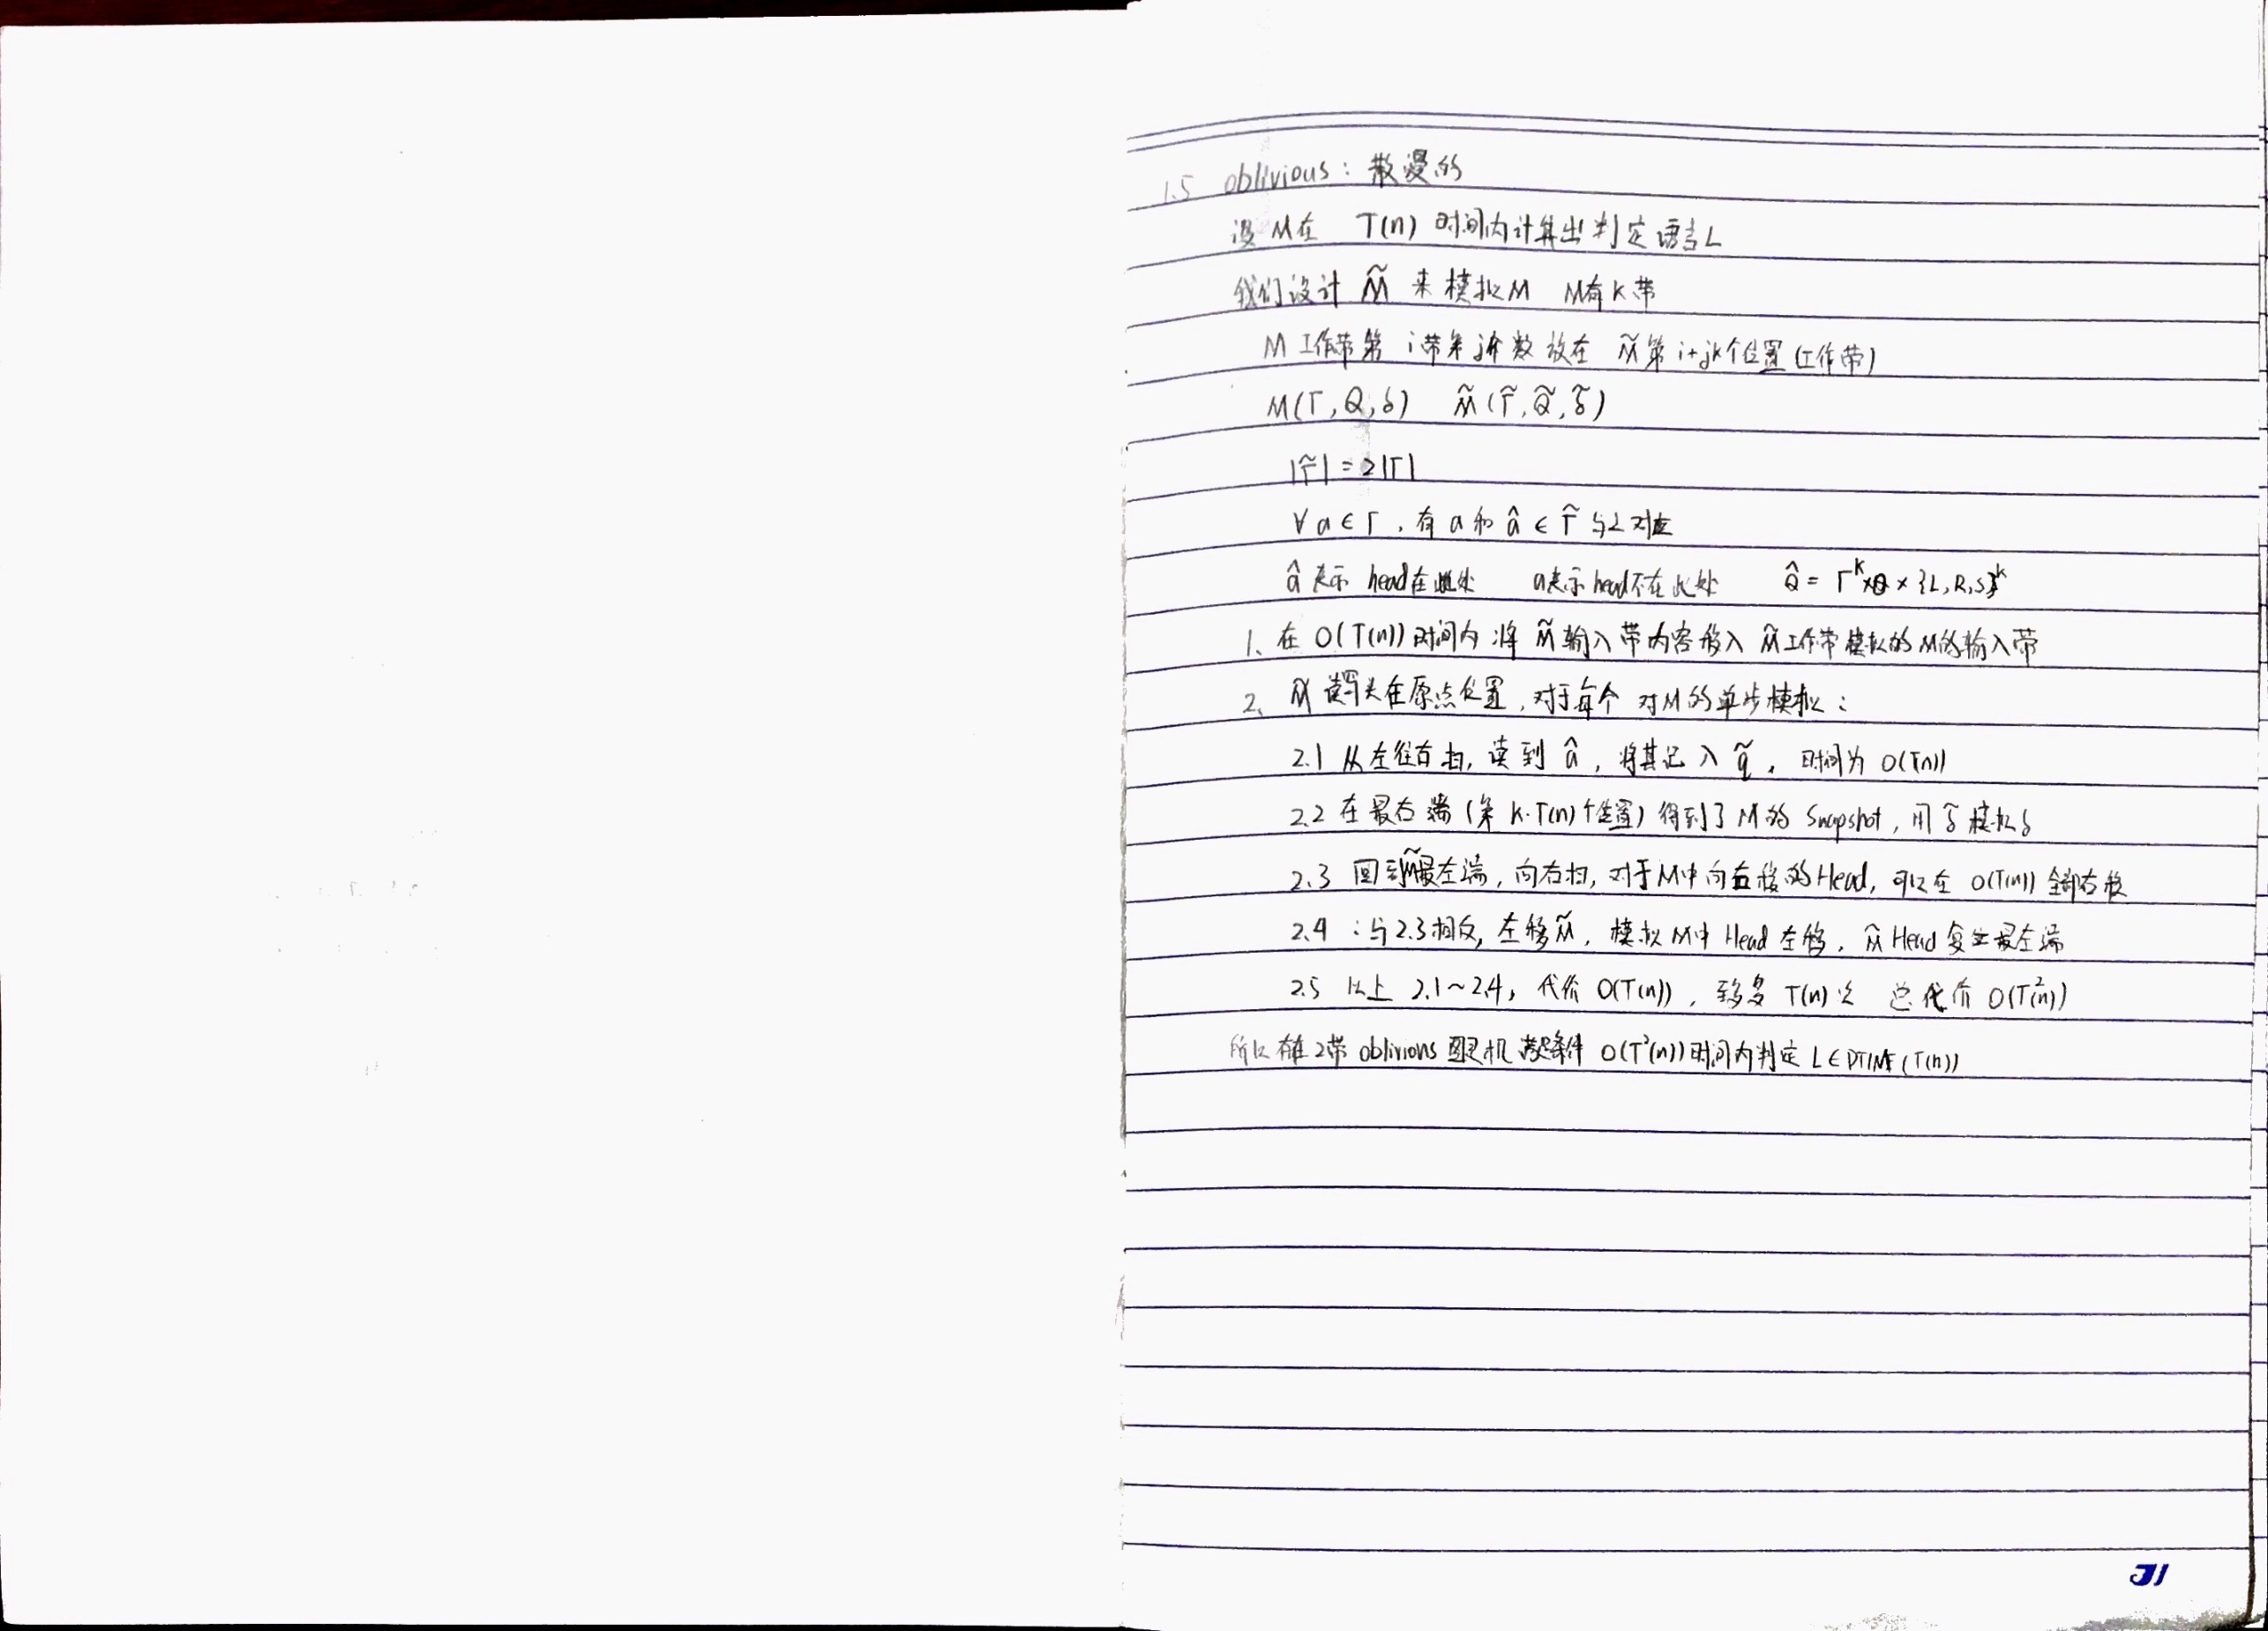 1.5 oblivious: 散漫的
设 M在 T(n) 时间内计算出判定语言L
我们设计 M̃ 来模拟M M有K带
M工作带第 i带第j个数放在 M̃第 i+jk个位置(工作带)
M(Γ,Q,δ) M̃(Γ̃,Q̃,δ̃)
|Γ̃| = 2|Γ|
∀a∈Γ, 有 a 和 â ∈ Γ̃ 与之对应
â 表示 head在此处 a表示head不在此处 Q̂ = Γ^k×Q×{L,R,S}^k
1、在 O(T(n))时间内 将 M̃输入带内容移入 M̃工作带模拟的M的输入带
2、M̃ 读写头在原点位置,对于每个 对M的单步模拟:
2.1 从左往右扫, 读到 â, 将其记入 q̃, 时间为 O(T(n))
2.2 在最右端(第 k·T(n)个位置)得到了M的 Snapshot, 用 δ̃ 模拟δ
2.3 回到M̃最左端, 向右扫, 对于M中向右移的Head, 可以在 O(T(n)) 全部右移
2.4 :与2.3相反, 左移M̃, 模拟M中 Head 左移, M̃ Head 复位最左端
2.5 以上 2.1~2.4, 代价 O(T(n)), 至多 T(n)次 总代价 O(T²(n))
所以有在2带 oblivious 图灵机 满足条件 O(T²(n))时间内判定 L∈DTIME(T(n))